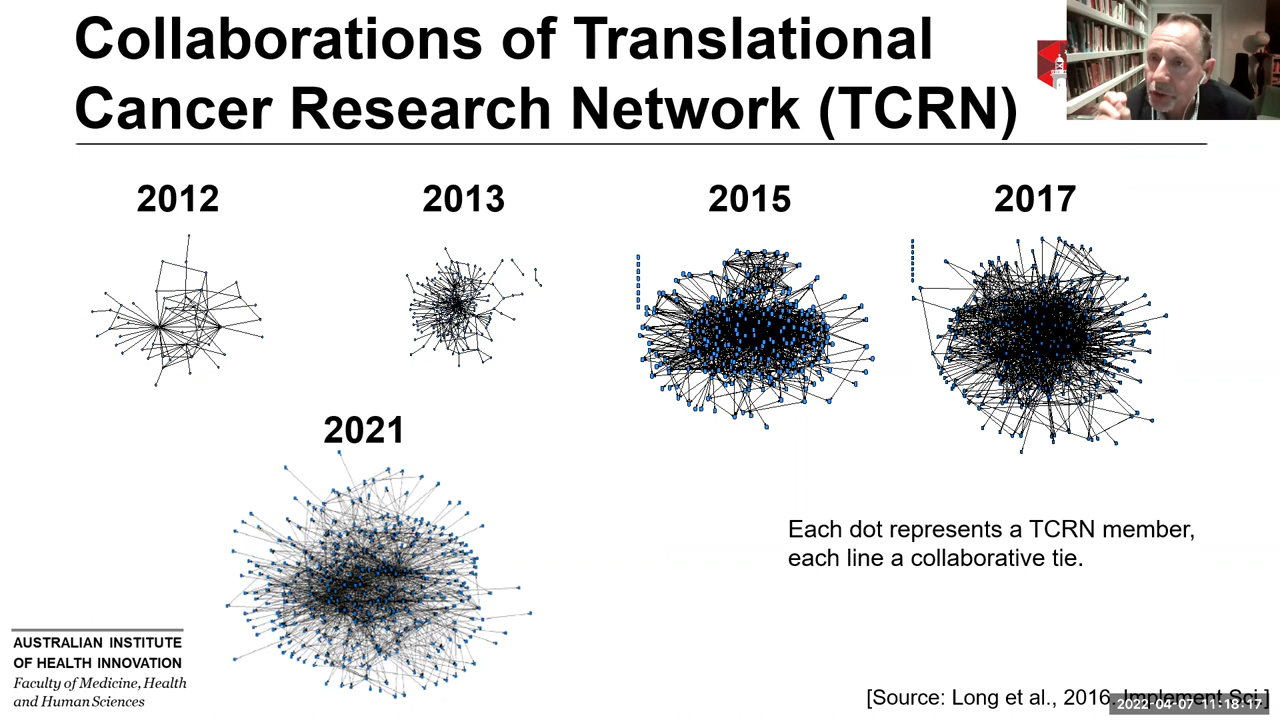 Collaborations of Translational
Cancer Research Network (TCRN)
2012
2013
2015
2017
2021
Each dot represents a TCRN member,
each line a collaborative tie.
AUSTRALIAN INSTITUTE
OF HEALTH INNOVATION
Faculty of Medicine, Health
and Human Sciences
[Source: Long et al., 2016. Implement Sci.]
2022-04-07 11:18:17